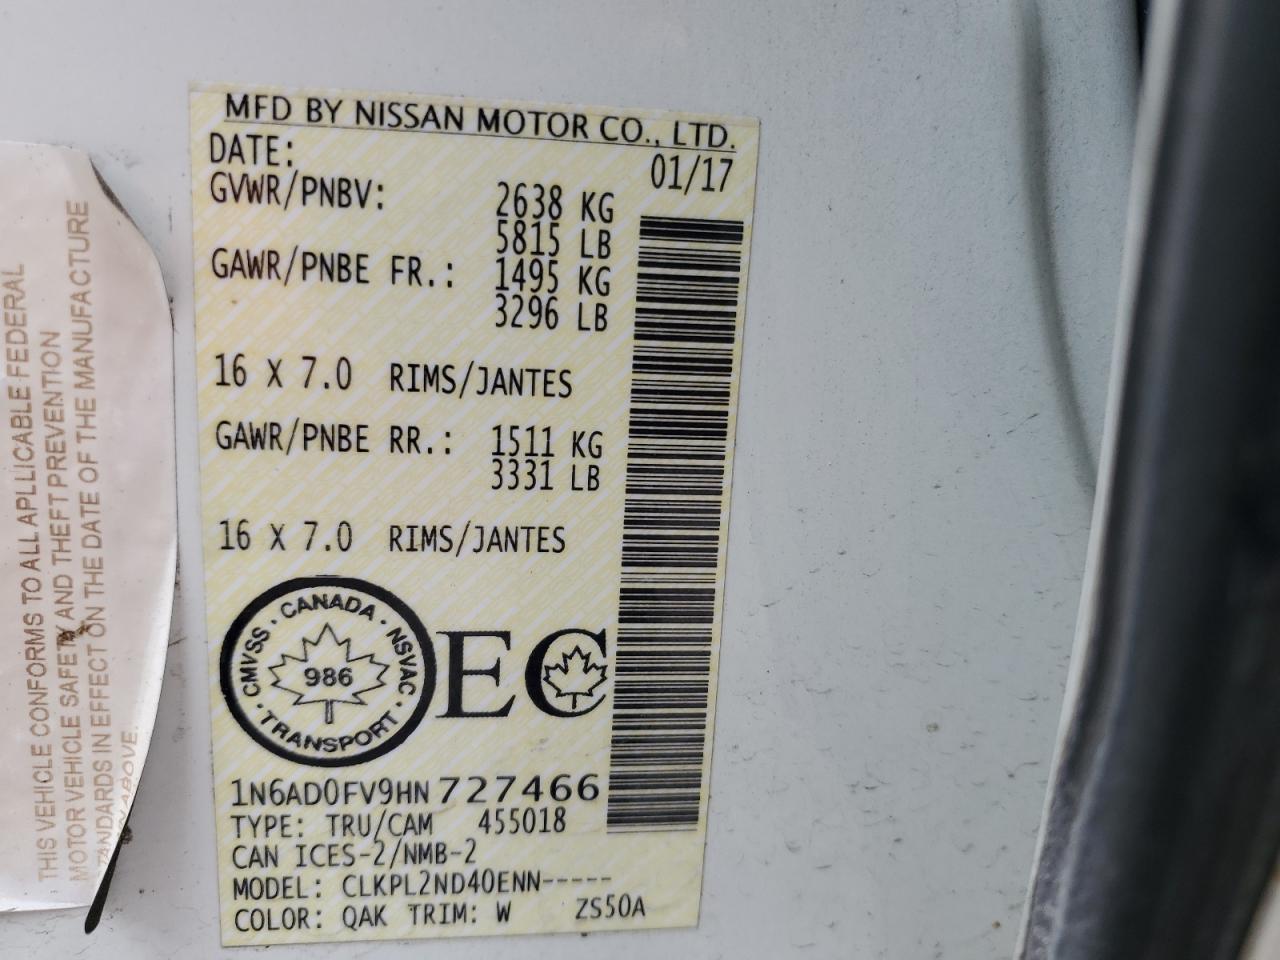 MFD BY NISSAN MOTOR CO., LTD.
DATE: 01/17
GVWR/PNBV: 2638 KG
5815 LB
GAWR/PNBE FR.: 1495 KG
3296 LB
16 X 7.0 RIMS/JANTES
GAWR/PNBE RR.: 1511 KG
3331 LB
16 X 7.0 RIMS/JANTES
CANADA · NSVAC · TRANSPORT · CMVSS ·
986
EC
1N6AD0FV9HN727466
TYPE: TRU/CAM 455018
CAN ICES-2/NMB-2
MODEL: CLKPL2ND40ENN-----
COLOR: QAK TRIM: W ZS50A
THIS VEHICLE CONFORMS TO ALL APLLICABLE FEDERAL
MOTOR VEHICLE SAFETY AND THEFT PREVENTION
TANDARDS IN EFFECT ON THE DATE OF THE MANUFACTURE
ABOVE.